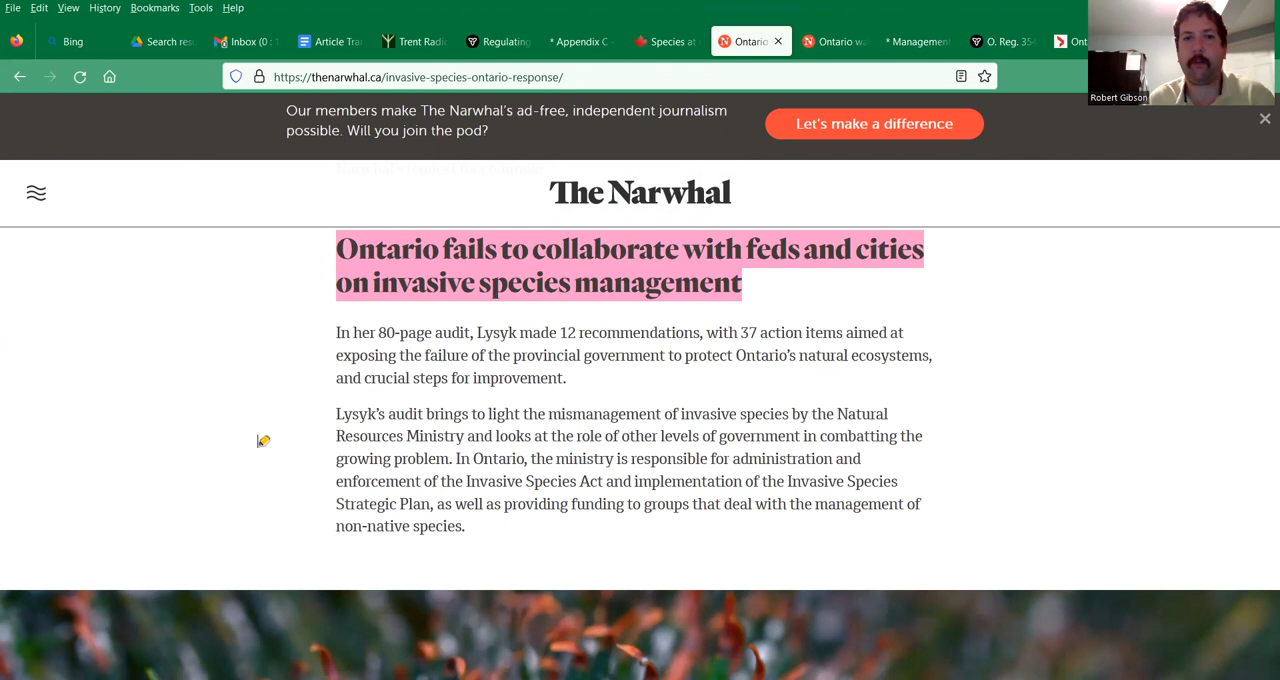 File Edit View History Bookmarks Tools Help
Bing
Search res
Inbox (0 :
Article Tra
Trent Radi
Regulating
* Appendix C -
Species at
Ontario
Ontario wa
* Management
O. Reg. 35
Ont
https://thenarwhal.ca/invasive-species-ontario-response/
Robert Gibson
Our members make The Narwhal's ad-free, independent journalism
possible. Will you join the pod?
Let's make a difference
The Narwhal
Ontario fails to collaborate with feds and cities
on invasive species management
In her 80-page audit, Lysyk made 12 recommendations, with 37 action items aimed at
exposing the failure of the provincial government to protect Ontario's natural ecosystems,
and crucial steps for improvement.
Lysyk's audit brings to light the mismanagement of invasive species by the Natural
Resources Ministry and looks at the role of other levels of government in combatting the
growing problem. In Ontario, the ministry is responsible for administration and
enforcement of the Invasive Species Act and implementation of the Invasive Species
Strategic Plan, as well as providing funding to groups that deal with the management of
non-native species.